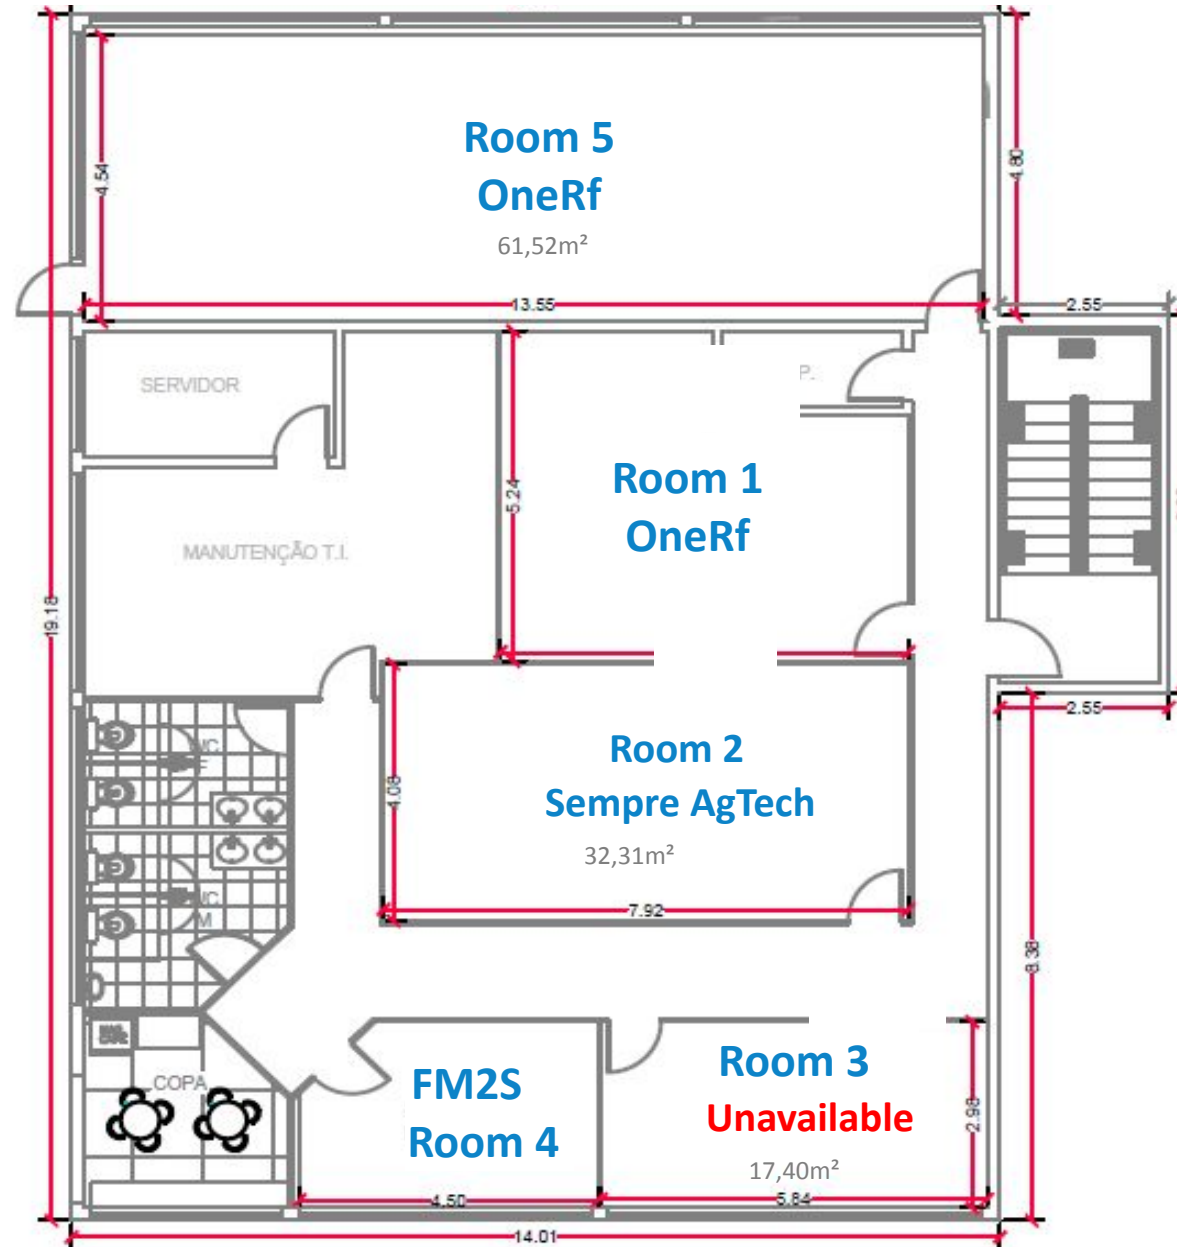 Room 5
OneRf
61,52m²
4.54
4.80
13.55
2.55
SERVIDOR
P.
5.24
Room 1
OneRf
MANUTENÇÃO T.I.
19.18
2.55
WC
F
Room 2
Sempre AgTech
32,31m²
4.08
7.92
WC
M
8.38
COPA
FM2S
Room 4
Room 3
Unavailable
17,40m²
2.98
4.50
5.84
14.01